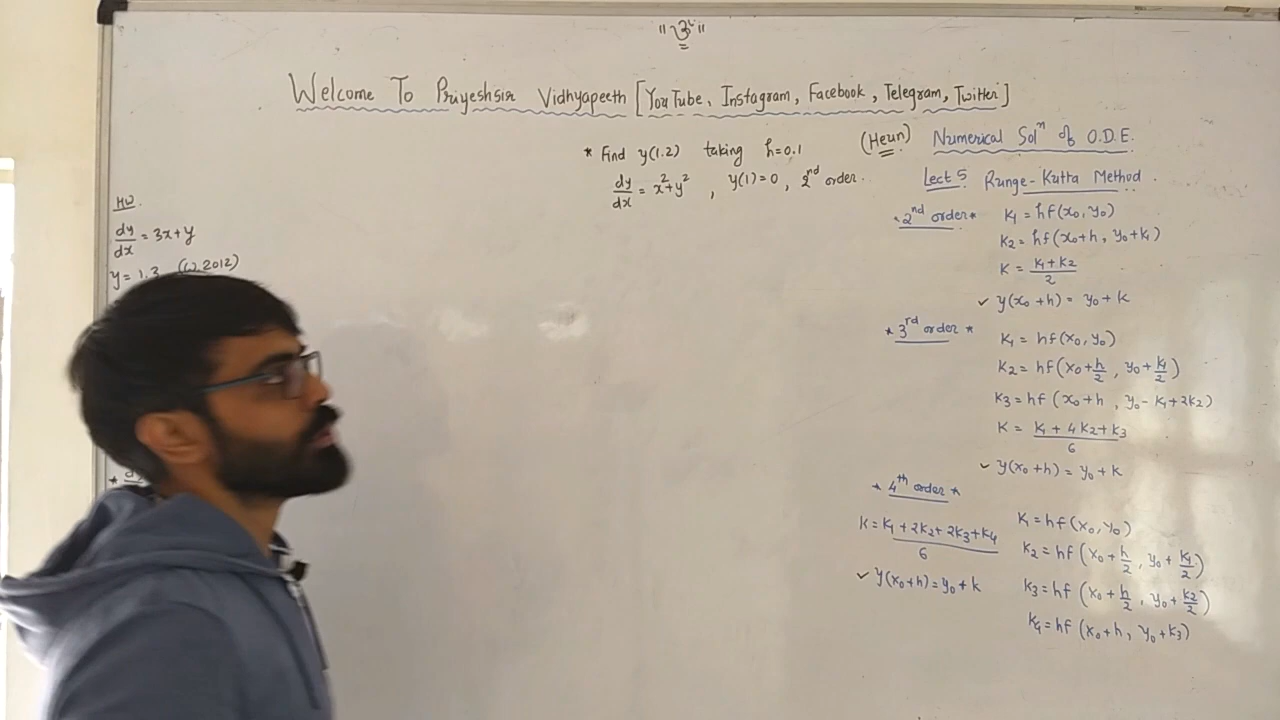 "ૐ"
Welcome To Priyeshsir Vidhyapeeth [YouTube, Instagram, Facebook, Telegram, Twitter]
* Find y(1.2) taking h=0.1
dy/dx = x²+y² , y(1)=0 , 2nd order.
(Heun)
Numerical Solⁿ of O.D.E.
Lect 5 Runge-Kutta Method.
*2nd order*
K₁ = hf(x₀, y₀)
K₂ = hf(x₀+h, y₀+k₁)
K = (K₁+K₂)/2
✓ y(x₀+h) = y₀+k
*3rd order*
K₁ = hf(x₀, y₀)
K₂ = hf(x₀+h/2, y₀+k₁/2)
K₃ = hf(x₀+h, y₀-k₁+2k₂)
K = (K₁+4K₂+K₃)/6
✓ y(x₀+h) = y₀+k
*4th order*
K = (K₁+2K₂+2K₃+K₄)/6
✓ y(x₀+h) = y₀+k
K₁ = hf(x₀, y₀)
K₂ = hf(x₀+h/2, y₀+k₁/2)
K₃ = hf(x₀+h/2, y₀+k₂/2)
K₄ = hf(x₀+h, y₀+k₃)
HW.
dy/dx = 3x+y
y = 1.3 (W.2012)